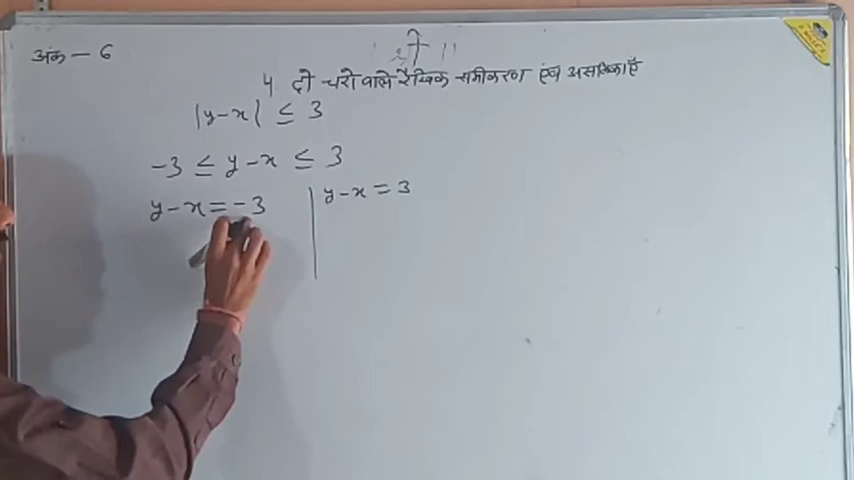 अंक - 6
|| श्री ||
4 दो चरो वाले रैखिक समीकरण एवं असमिकाएँ
|y-x| ≤ 3
-3 ≤ y-x ≤ 3
y-x = -3 | y-x = 3